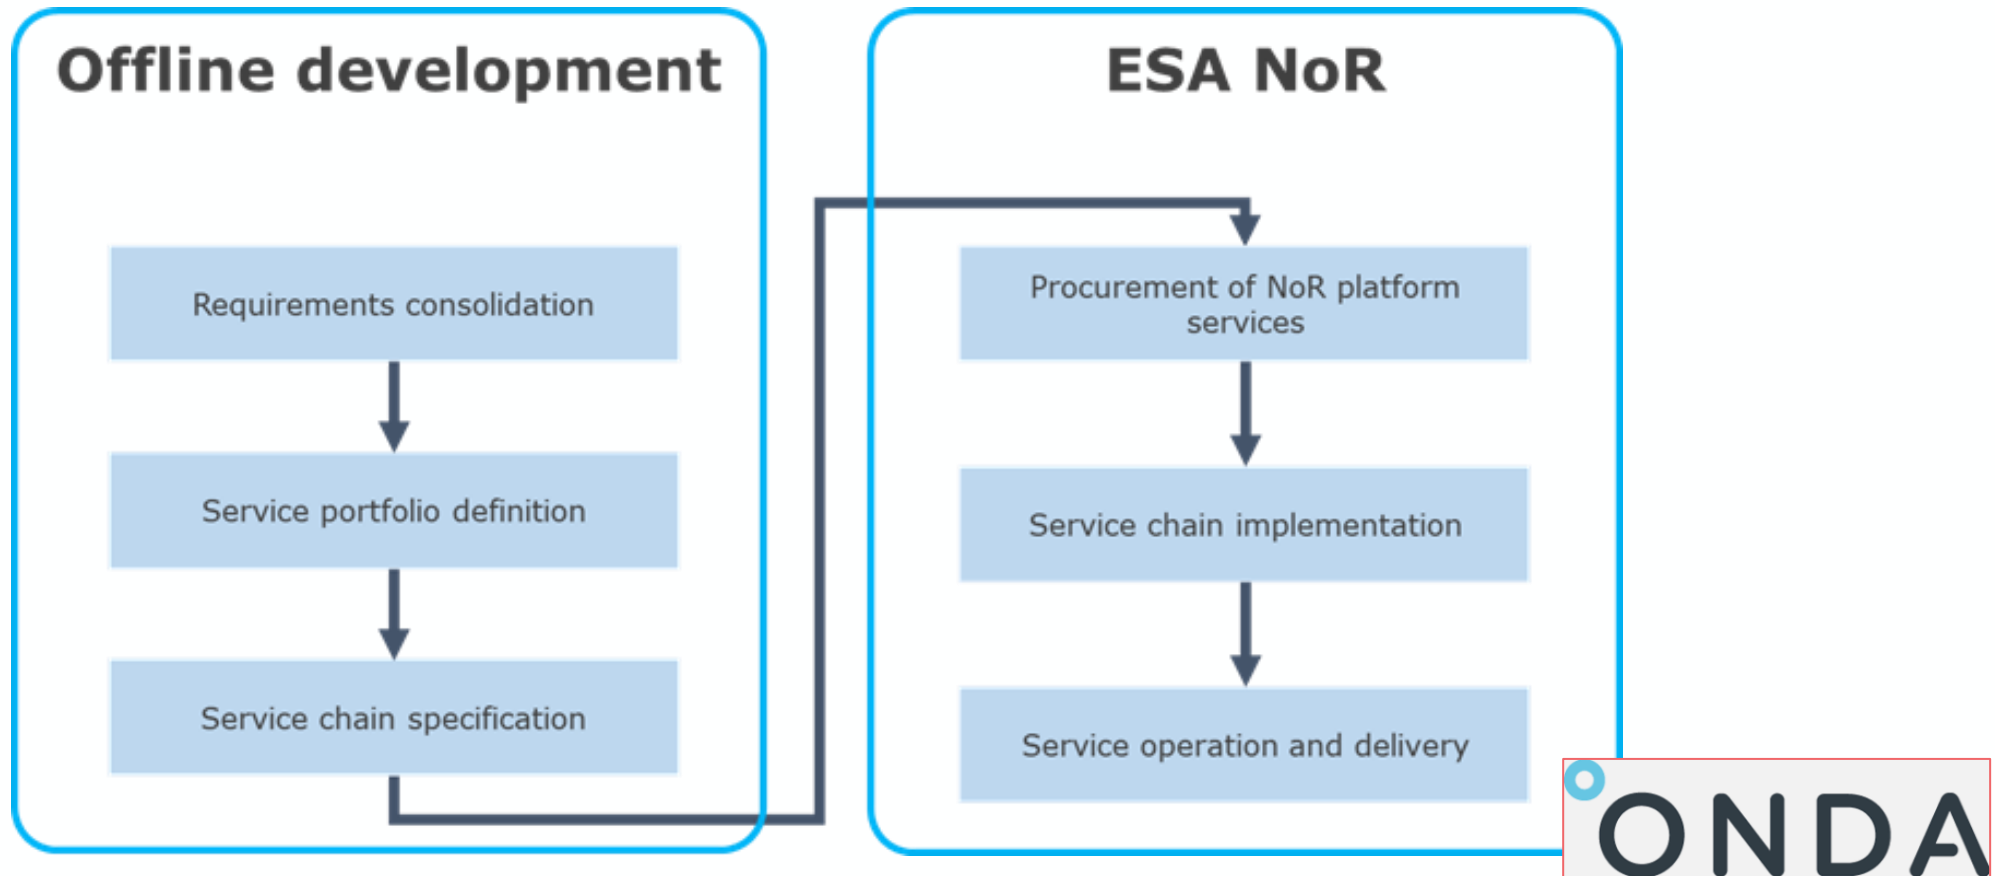 Offline development
Requirements consolidation
Service portfolio definition
Service chain specification
ESA NoR
Procurement of NoR platform
services
Service chain implementation
Service operation and delivery
ONDA